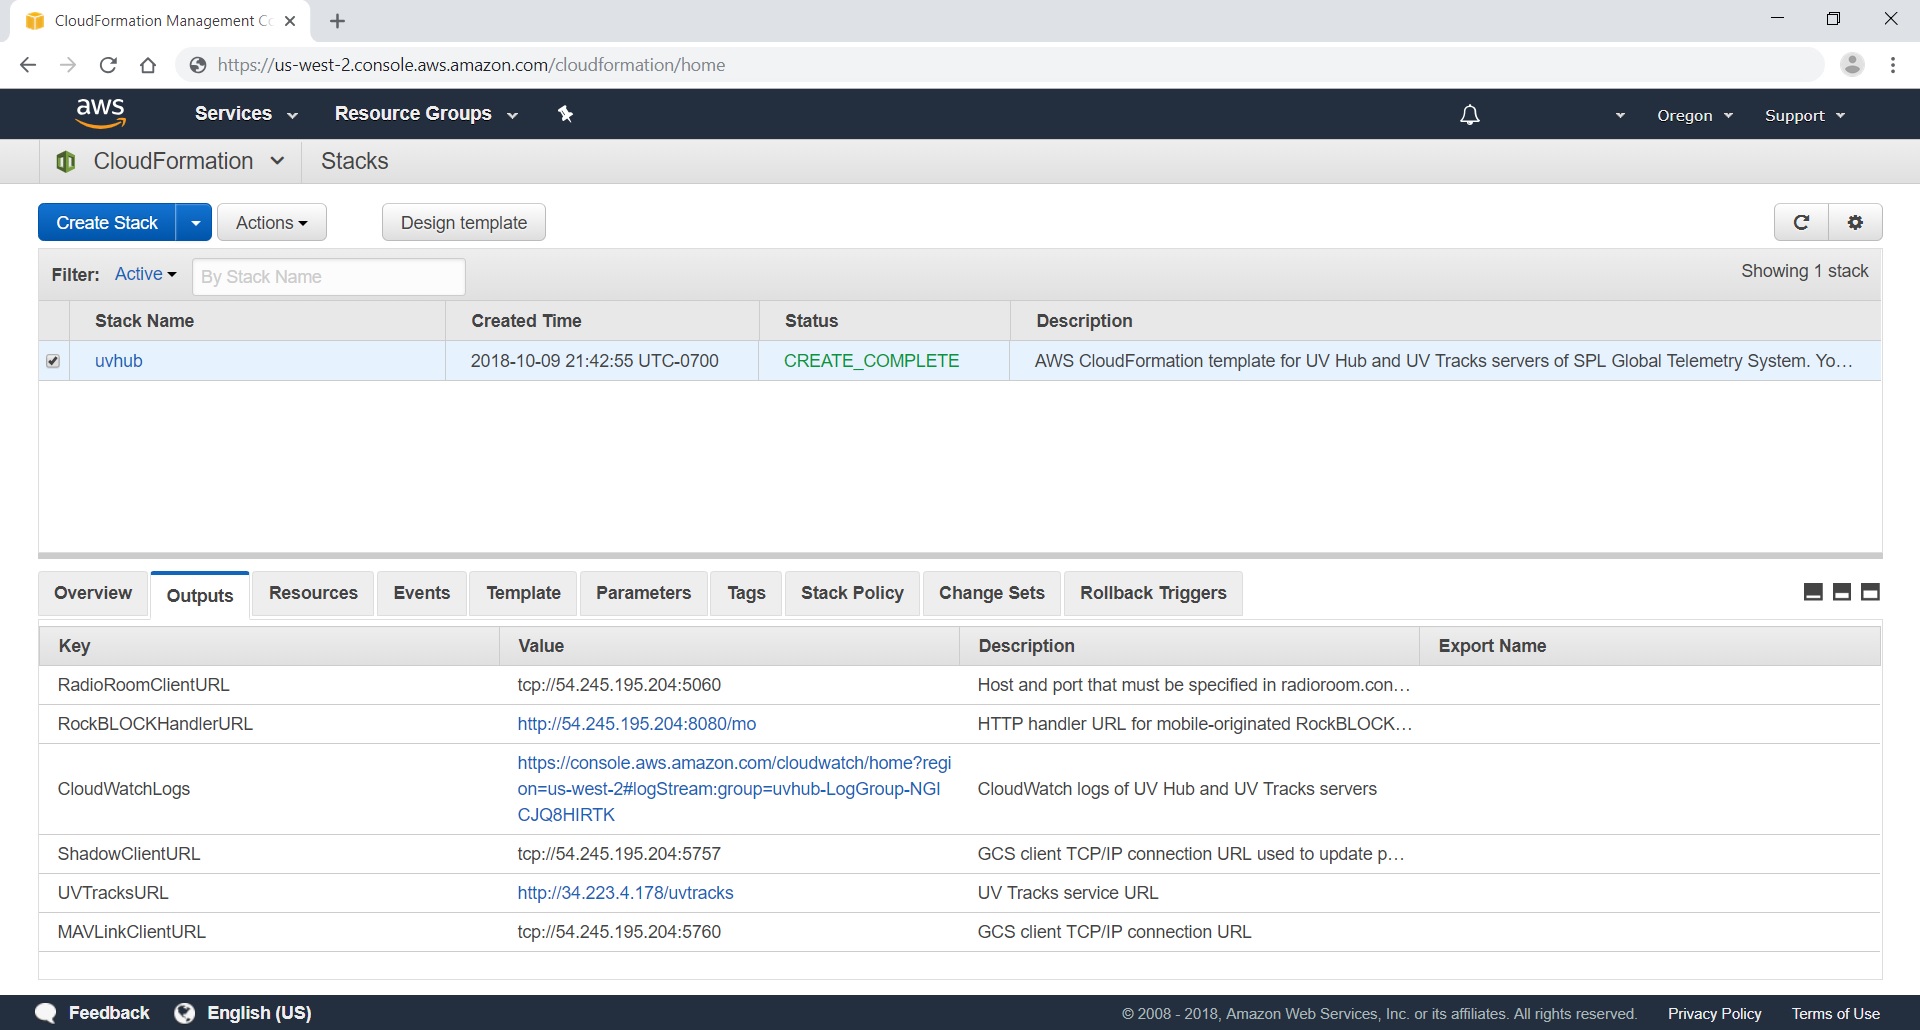 CloudFormation Management Co
https://us-west-2.console.aws.amazon.com/cloudformation/home
aws Services Resource Groups Oregon Support
CloudFormation Stacks
Create Stack Actions Design template
Filter: Active By Stack Name Showing 1 stack
Stack Name Created Time Status Description
uvhub 2018-10-09 21:42:55 UTC-0700 CREATE_COMPLETE AWS CloudFormation template for UV Hub and UV Tracks servers of SPL Global Telemetry System. Yo…
Overview Outputs Resources Events Template Parameters Tags Stack Policy Change Sets Rollback Triggers
Key Value Description Export Name
RadioRoomClientURL tcp://54.245.195.204:5060 Host and port that must be specified in radioroom.con…
RockBLOCKHandlerURL http://54.245.195.204:8080/mo HTTP handler URL for mobile-originated RockBLOCK…
https://console.aws.amazon.com/cloudwatch/home?regi
CloudWatchLogs on=us-west-2#logStream:group=uvhub-LogGroup-NGI CloudWatch logs of UV Hub and UV Tracks servers
CJQ8HIRTK
ShadowClientURL tcp://54.245.195.204:5757 GCS client TCP/IP connection URL used to update p…
UVTracksURL http://34.223.4.178/uvtracks UV Tracks service URL
MAVLinkClientURL tcp://54.245.195.204:5760 GCS client TCP/IP connection URL
Feedback English (US) © 2008 - 2018, Amazon Web Services, Inc. or its affiliates. All rights reserved. Privacy Policy Terms of Use